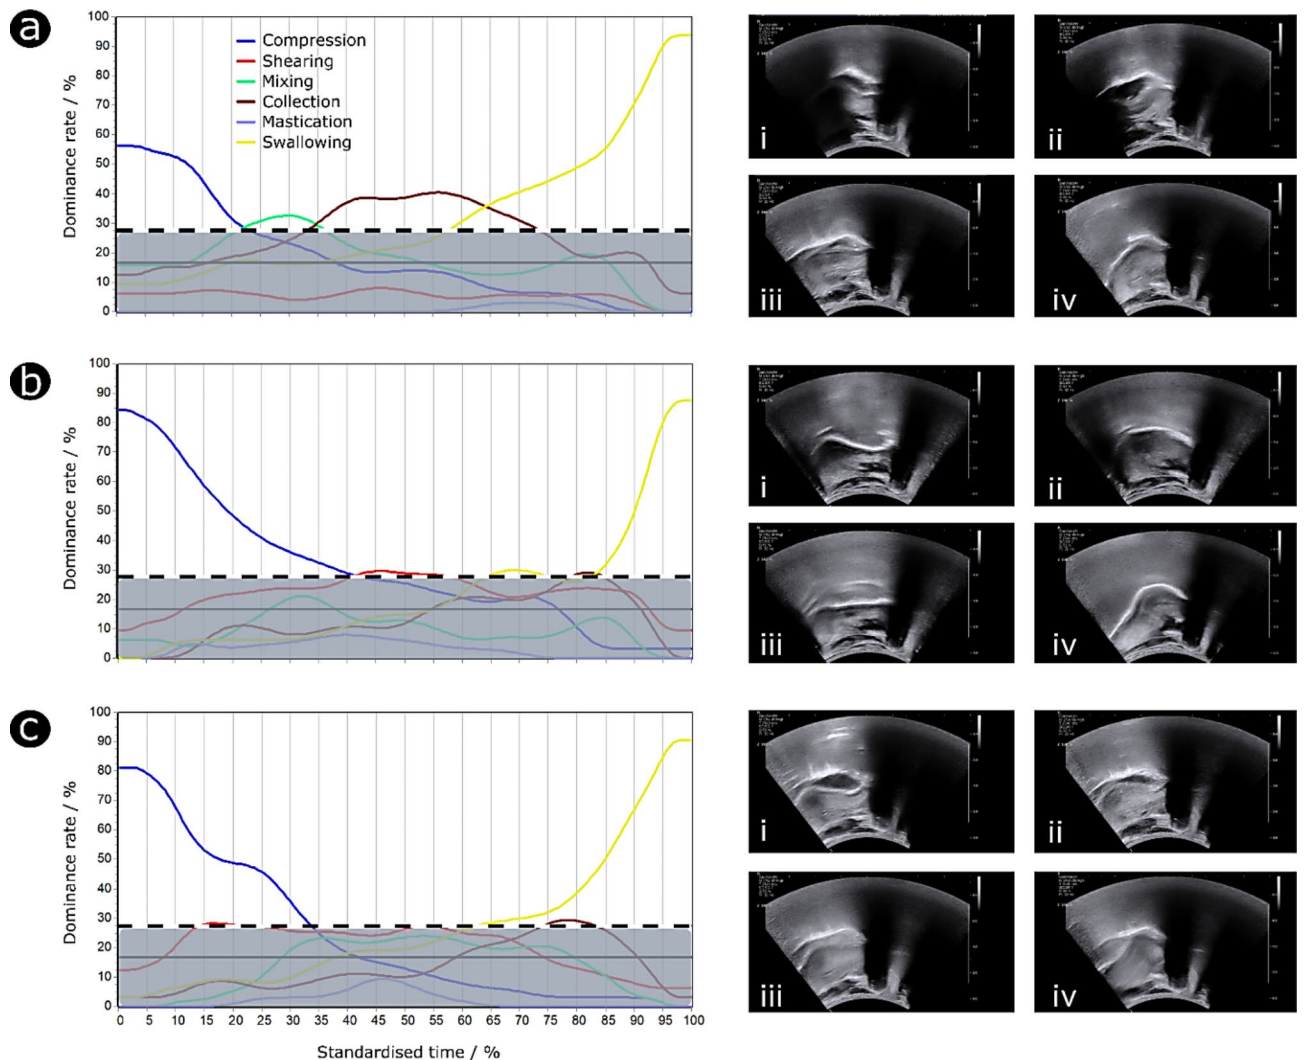 a
100
90
80
70
60
50
40
30
20
10
0
Dominance rate / %
Compression
Shearing
Mixing
Collection
Mastication
Swallowing
i
ii
iii
iv
b
100
90
80
70
60
50
40
30
20
10
0
Dominance rate / %
i
ii
iii
iv
c
100
90
80
70
60
50
40
30
20
10
0
Dominance rate / %
0 5 10 15 20 25 30 35 40 45 50 55 60 65 70 75 80 85 90 95 100
Standardised time / %
i
ii
iii
iv